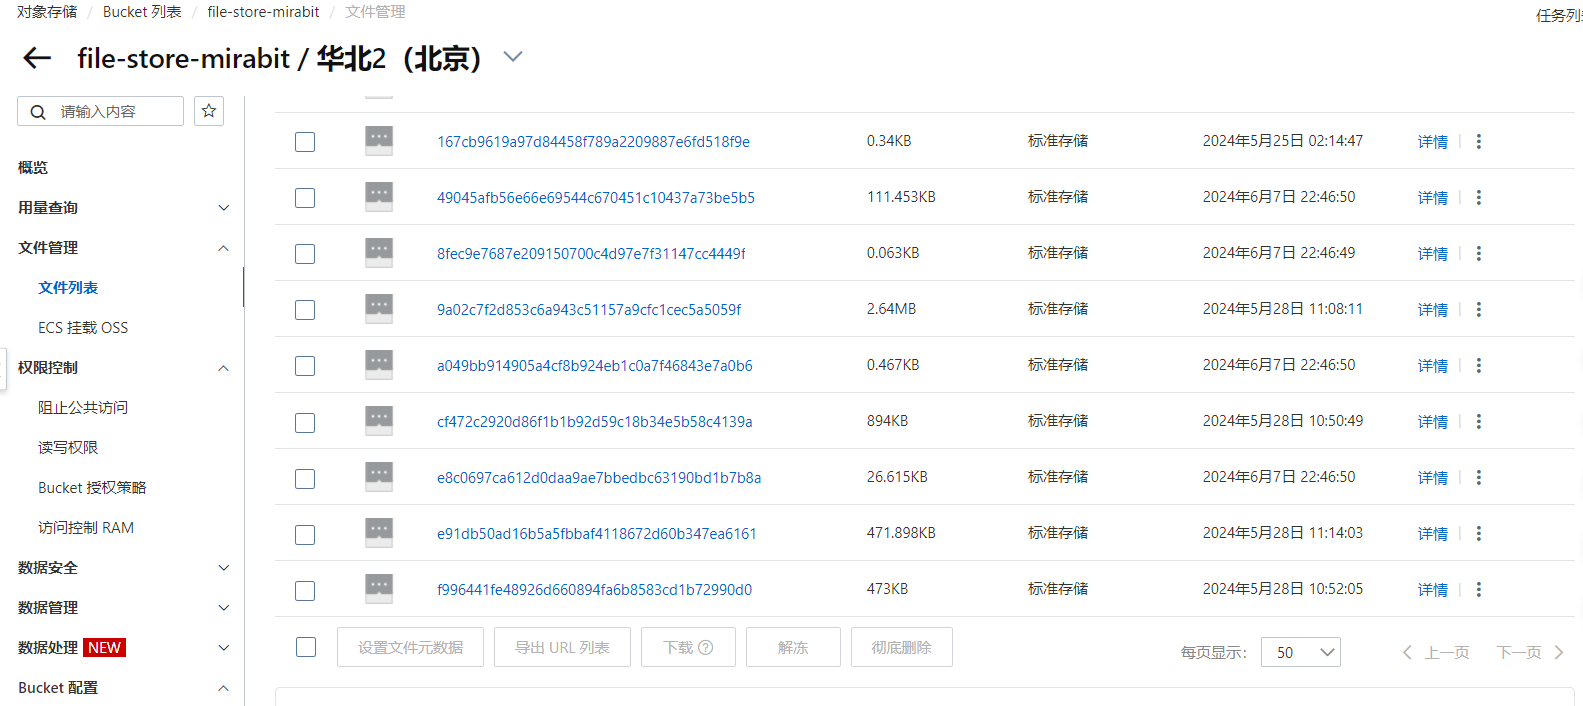 对象存储 / Bucket 列表 / file-store-mirabit / 文件管理
任务列表
file-store-mirabit / 华北2（北京）
请输入内容
概览
用量查询
文件管理
文件列表
ECS 挂载 OSS
权限控制
阻止公共访问
读写权限
Bucket 授权策略
访问控制 RAM
数据安全
数据管理
数据处理 NEW
Bucket 配置
167cb9619a97d84458f789a2209887e6fd518f9e 0.34KB 标准存储 2024年5月25日 02:14:47 详情
49045afb56e66e69544c670451c10437a73be5b5 111.453KB 标准存储 2024年6月7日 22:46:50 详情
8fec9e7687e209150700c4d97e7f31147cc4449f 0.063KB 标准存储 2024年6月7日 22:46:49 详情
9a02c7f2d853c6a943c51157a9cfc1cec5a5059f 2.64MB 标准存储 2024年5月28日 11:08:11 详情
a049bb914905a4cf8b924eb1c0a7f46843e7a0b6 0.467KB 标准存储 2024年6月7日 22:46:50 详情
cf472c2920d86f1b1b92d59c18b34e5b58c4139a 894KB 标准存储 2024年5月28日 10:50:49 详情
e8c0697ca612d0daa9ae7bbedbc63190bd1b7b8a 26.615KB 标准存储 2024年6月7日 22:46:50 详情
e91db50ad16b5a5fbbaf4118672d60b347ea6161 471.898KB 标准存储 2024年5月28日 11:14:03 详情
f996441fe48926d660894fa6b8583cd1b72990d0 473KB 标准存储 2024年5月28日 10:52:05 详情
设置文件元数据 导出 URL 列表 下载 解冻 彻底删除
每页显示： 50 上一页 下一页